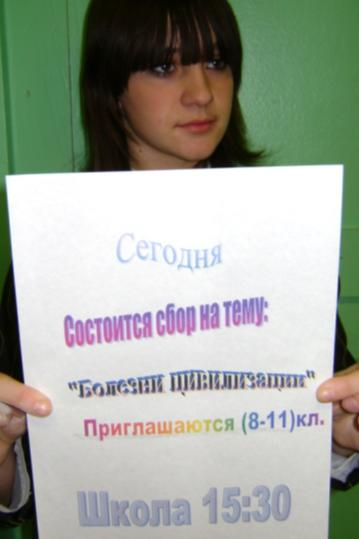 Сегодня
Состоится сбор на тему:
"Болезни цивилизации"
Приглашаются (8-11)кл.
Школа 15:30